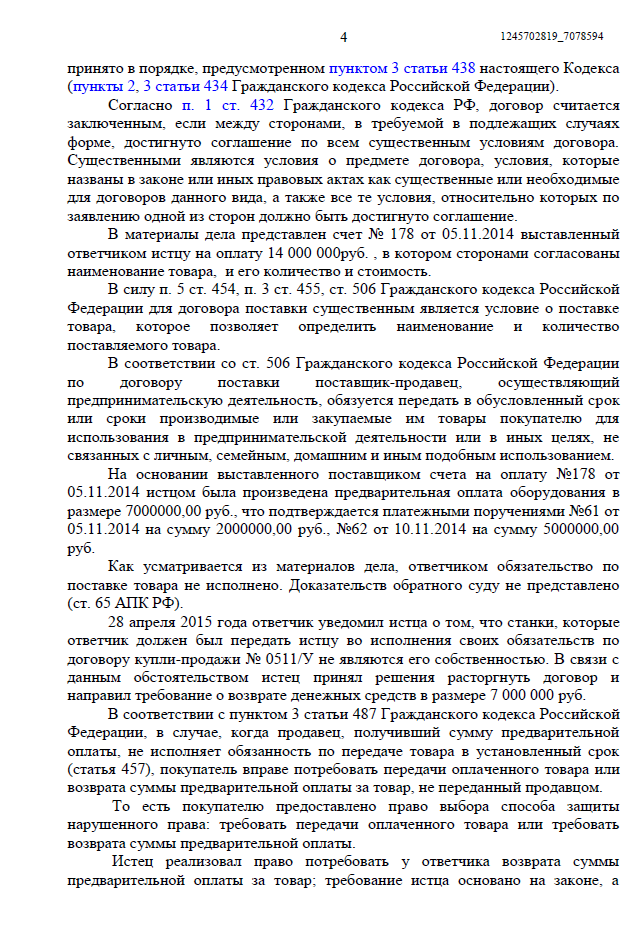 4
1245702819_7078594
принято в порядке, предусмотренном пунктом 3 статьи 438 настоящего Кодекса
(пункты 2, 3 статьи 434 Гражданского кодекса Российской Федерации).
Согласно п. 1 ст. 432 Гражданского кодекса РФ, договор считается
заключенным, если между сторонами, в требуемой в подлежащих случаях
форме, достигнуто соглашение по всем существенным условиям договора.
Существенными являются условия о предмете договора, условия, которые
названы в законе или иных правовых актах как существенные или необходимые
для договоров данного вида, а также все те условия, относительно которых по
заявлению одной из сторон должно быть достигнуто соглашение.
В материалы дела представлен счет № 178 от 05.11.2014 выставленный
ответчиком истцу на оплату 14 000 000руб. , в котором сторонами согласованы
наименование товара, и его количество и стоимость.
В силу п. 5 ст. 454, п. 3 ст. 455, ст. 506 Гражданского кодекса Российской
Федерации для договора поставки существенным является условие о поставке
товара, которое позволяет определить наименование и количество
поставляемого товара.
В соответствии со ст. 506 Гражданского кодекса Российской Федерации
по договору поставки поставщик-продавец, осуществляющий
предпринимательскую деятельность, обязуется передать в обусловленный срок
или сроки производимые или закупаемые им товары покупателю для
использования в предпринимательской деятельности или в иных целях, не
связанных с личным, семейным, домашним и иным подобным использованием.
На основании выставленного поставщиком счета на оплату №178 от
05.11.2014 истцом была произведена предварительная оплата оборудования в
размере 7000000,00 руб., что подтверждается платежными поручениями №61 от
05.11.2014 на сумму 2000000,00 руб., №62 от 10.11.2014 на сумму 5000000,00
руб.
Как усматривается из материалов дела, ответчиком обязательство по
поставке товара не исполнено. Доказательств обратного суду не представлено
(ст. 65 АПК РФ).
28 апреля 2015 года ответчик уведомил истца о том, что станки, которые
ответчик должен был передать истцу во исполнения своих обязательств по
договору купли-продажи № 0511/У не являются его собственностью. В связи с
данным обстоятельством истец принял решения расторгнуть договор и
направил требование о возврате денежных средств в размере 7 000 000 руб.
В соответствии с пунктом 3 статьи 487 Гражданского кодекса Российской
Федерации, в случае, когда продавец, получивший сумму предварительной
оплаты, не исполняет обязанность по передаче товара в установленный срок
(статья 457), покупатель вправе потребовать передачи оплаченного товара или
возврата суммы предварительной оплаты за товар, не переданный продавцом.
То есть покупателю предоставлено право выбора способа защиты
нарушенного права: требовать передачи оплаченного товара или требовать
возврата суммы предварительной оплаты.
Истец реализовал право потребовать у ответчика возврата суммы
предварительной оплаты за товар; требование истца основано на законе, а